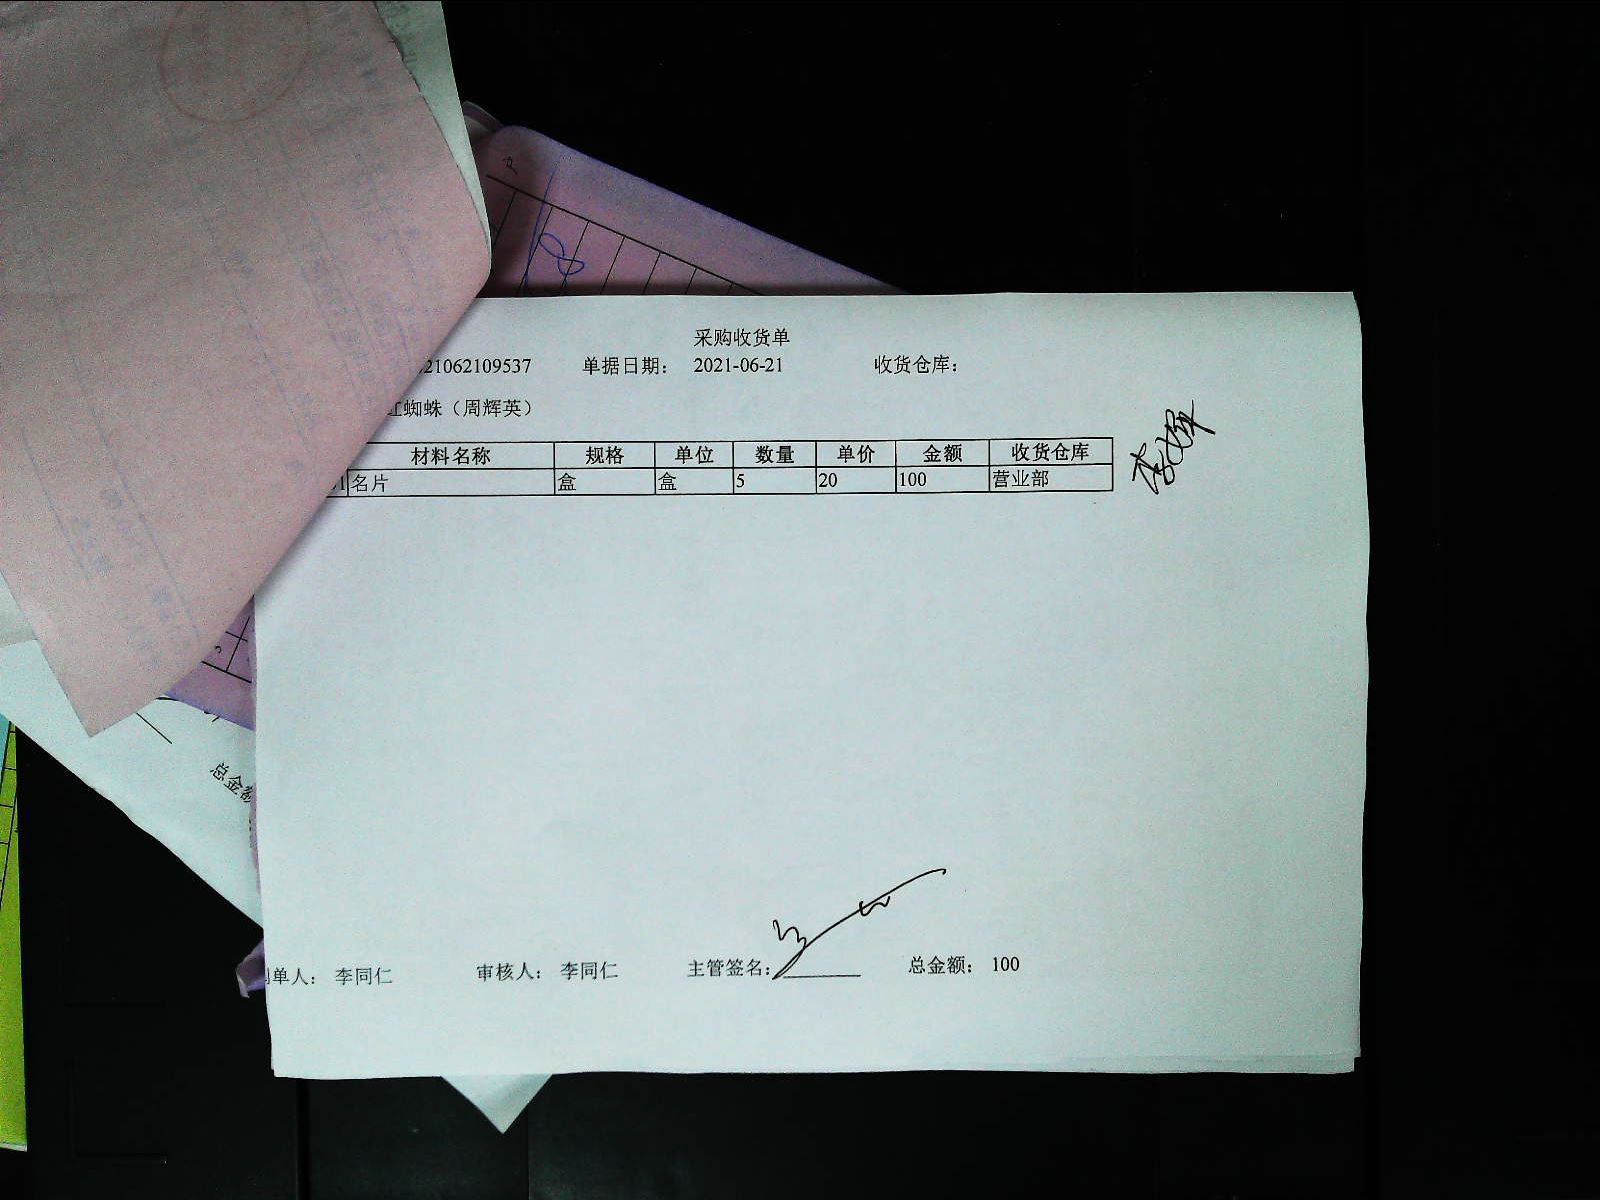 采购收货单
21062109537 单据日期： 2021-06-21 收货仓库：
蜘蛛（周辉英）
材料名称 规格 单位 数量 单价 金额 收货仓库
1 名片 盒 盒 5 20 100 营业部
总金额
单人： 李同仁 审核人： 李同仁 主管签名： 总金额： 100